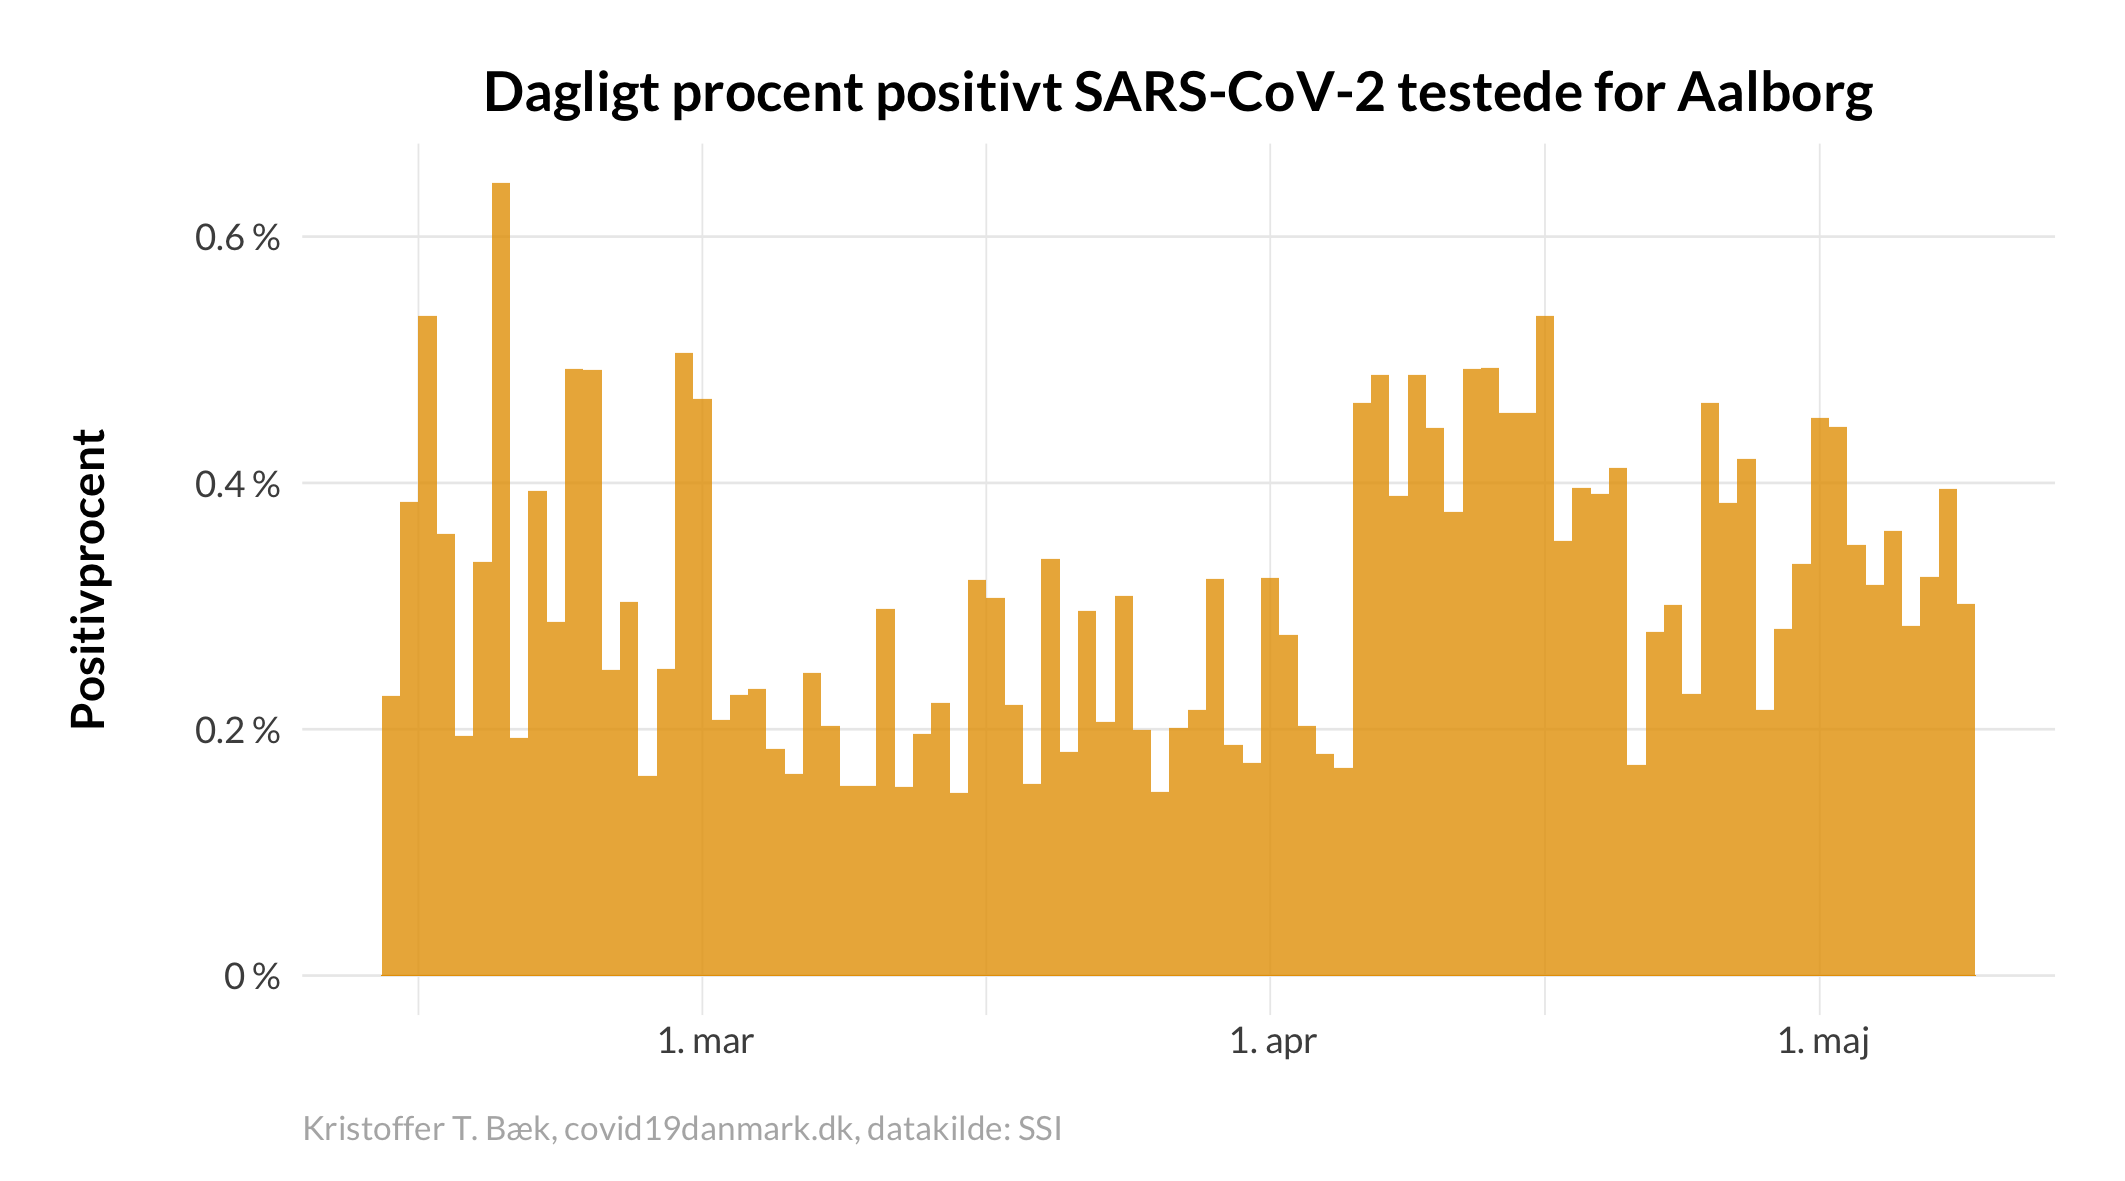 Dagligt procent positivt SARS-CoV-2 testede for Aalborg
Positivprocent
0.6 %
0.4 %
0.2 %
0 %
1. mar
1. apr
1. maj
Kristoffer T. Bæk, covid19danmark.dk, datakilde: SSI